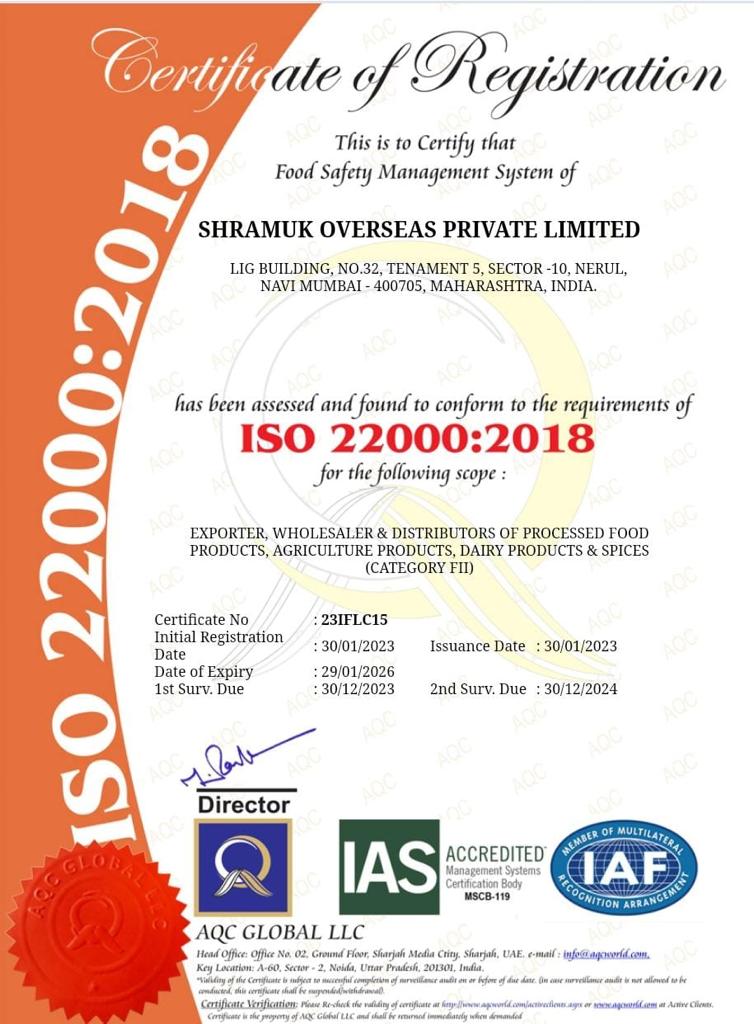 Certificate of Registration
This is to Certify that
Food Safety Management System of
SHRAMUK OVERSEAS PRIVATE LIMITED
LIG BUILDING, NO.32, TENAMENT 5, SECTOR -10, NERUL,
NAVI MUMBAI - 400705, MAHARASHTRA, INDIA.
has been assessed and found to conform to the requirements of
ISO 22000:2018
for the following scope :
EXPORTER, WHOLESALER & DISTRIBUTORS OF PROCESSED FOOD
PRODUCTS, AGRICULTURE PRODUCTS, DAIRY PRODUCTS & SPICES
(CATEGORY FII)
Certificate No : 23IFLC15
Initial Registration
Date : 30/01/2023 Issuance Date : 30/01/2023
Date of Expiry : 29/01/2026
1st Surv. Due : 30/12/2023 2nd Surv. Due : 30/12/2024
Director
ISO 22000:2018
AQC GLOBAL LLC
IAS ACCREDITED
Management Systems
Certification Body
MSCB-119
MEMBER OF MULTILATERAL
IAF
RECOGNITION ARRANGEMENT
AQC GLOBAL LLC
Head Office: Office No. 02, Ground Floor, Sharjah Media Ctity, Sharjah, UAE. e-mail : info@aqcworld.com,
Key Location: A-60, Sector - 2, Noida, Uttar Pradesh, 201301, India.
*Validity of the Certificate is subject to successful completion of surveillance audit on or before of due date. (in case surveillance audit is not allowed to be
conducted, this certificate shall be suspended/withdrawal).
Certificate Verification: Please Re-check the validity of certificate at http://www.aqcworld.com/activeclients.aspx or www.aqcworld.com at Active Clients.
Certificate is the property of AQC Global LLC and shall be returned immediately when demanded